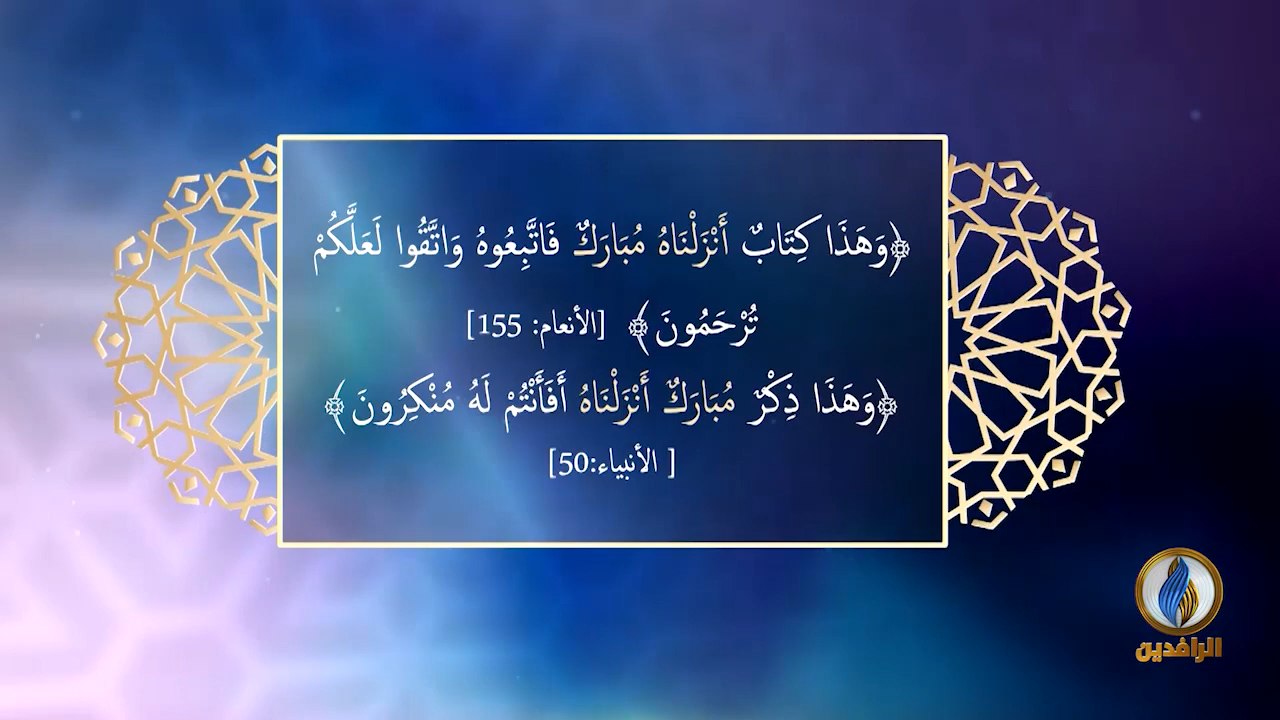 ﴿وَهَذَا كِتَابٌ أَنْزَلْنَاهُ مُبَارَكٌ فَاتَّبِعُوهُ وَاتَّقُوا لَعَلَّكُمْ
تُرْحَمُونَ﴾ [الأنعام: 155]
﴿وَهَذَا ذِكْرٌ مُبَارَكٌ أَنْزَلْنَاهُ أَفَأَنْتُمْ لَهُ مُنْكِرُونَ﴾
[ الأنبياء:50]
الرافدين